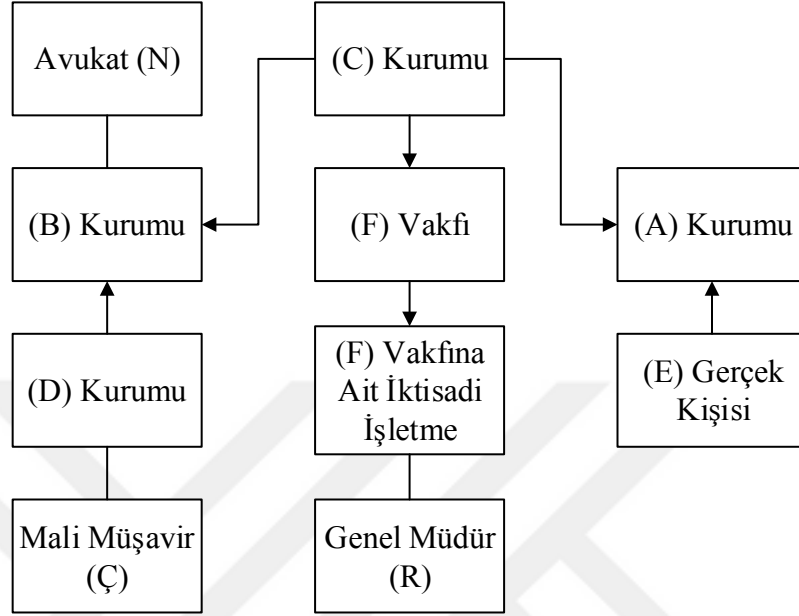 Avukat (N)
(C) Kurumu
(B) Kurumu
(F) Vakfı
(A) Kurumu
(D) Kurumu
(F) Vakfına
Ait İktisadi
İşletme
(E) Gerçek
Kişisi
Mali Müşavir
(Ç)
Genel Müdür
(R)